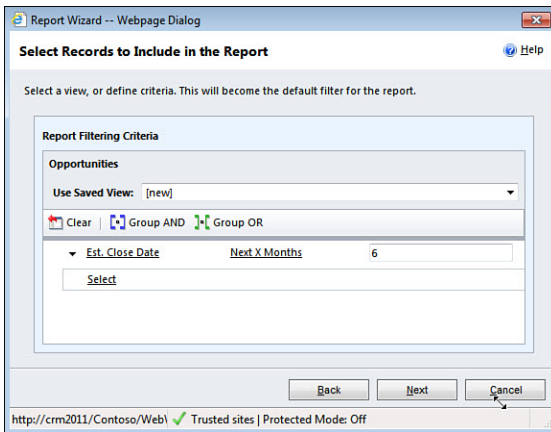 Report Wizard -- Webpage Dialog
Select Records to Include in the Report
Help
Select a view, or define criteria. This will become the default filter for the report.
Report Filtering Criteria
Opportunities
Use Saved View: [new]
Clear | Group AND Group OR
Est. Close Date Next X Months 6
Select
Back Next Cancel
http://crm2011/Contoso/Web\ Trusted sites | Protected Mode: Off